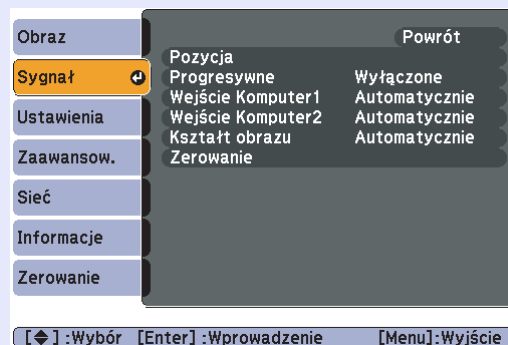 Obraz
Sygnał
Ustawienia
Zaawansow.
Sieć
Informacje
Zerowanie
Powrót
Pozycja
Progresywne Wyłączone
Wejście Komputer1 Automatycznie
Wejście Komputer2 Automatycznie
Kształt obrazu Automatycznie
Zerowanie
[◆] :Wybór [Enter] :Wprowadzenie [Menu]:Wyjście